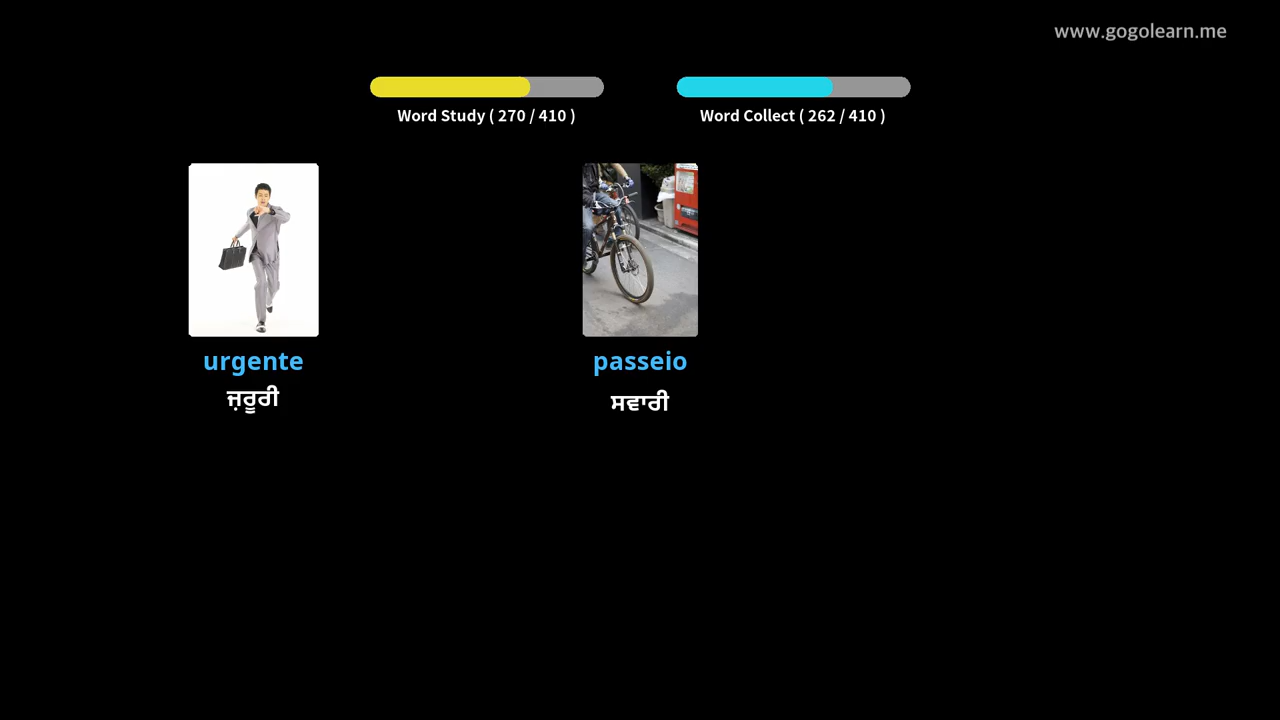 www.gogolearn.me
Word Study ( 270 / 410 )
Word Collect ( 262 / 410 )
urgente
ਜ਼ਰੂਰੀ
passeio
ਸਵਾਰੀ